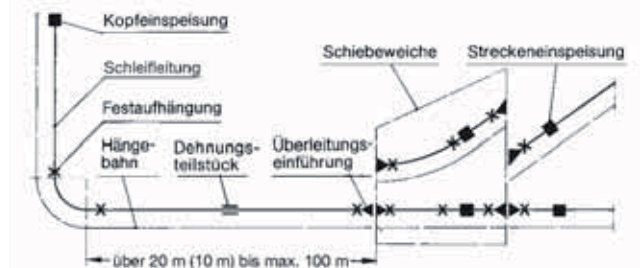 Kopfeinspeisung
Schiebeweiche
Streckeneinspeisung
Schleifleitung
Festaufhängung
Hänge-
bahn
Dehnungs-
teilstück
Überleitungs-
einführung
über 20 m (10 m) bis max. 100 m